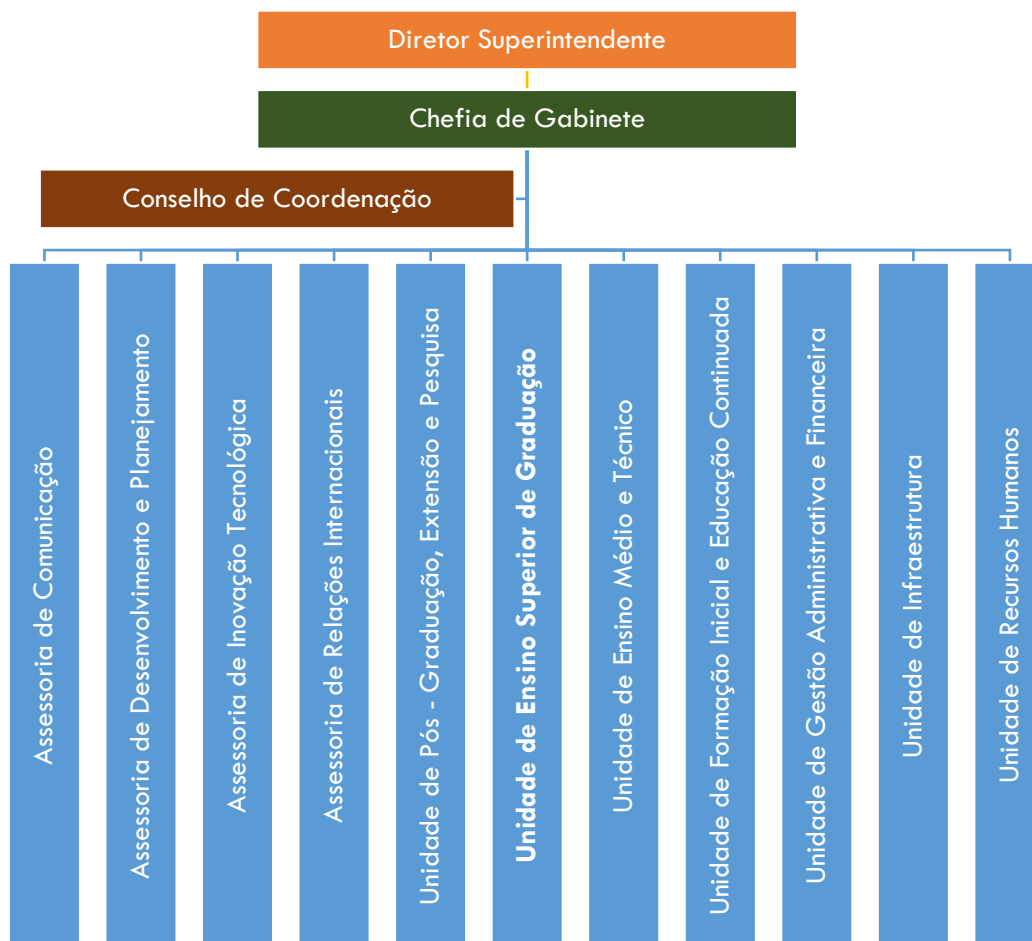 Diretor Superintendente
Chefia de Gabinete
Conselho de Coordenação
Assessoria de Comunicação
Assessoria de Desenvolvimento e Planejamento
Assessoria de Inovação Tecnológica
Assessoria de Relações Internacionais
Unidade de Pós - Graduação, Extensão e Pesquisa
Unidade de Ensino Superior de Graduação
Unidade de Ensino Médio e Técnico
Unidade de Formação Inicial e Educação Continuada
Unidade de Gestão Administrativa e Financeira
Unidade de Infraestrutura
Unidade de Recursos Humanos